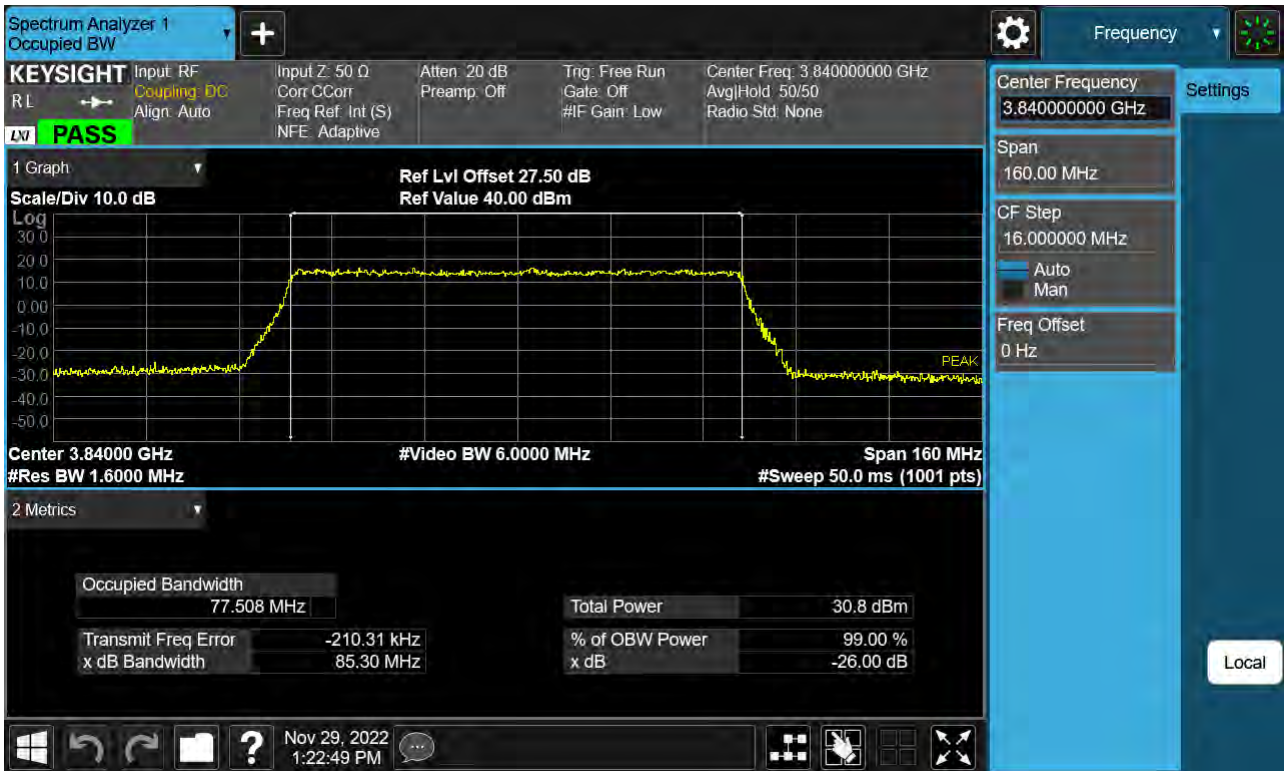 Spectrum Analyzer 1
Occupied BW
+
Frequency
KEYSIGHT
R L
LXI
PASS
Input: RF
Coupling: DC
Align: Auto
Input Z: 50 Ω
Corr CCorr
Freq Ref: Int (S)
NFE: Adaptive
Atten: 20 dB
Preamp: Off
Trig: Free Run
Gate: Off
#IF Gain: Low
Center Freq: 3.840000000 GHz
Avg|Hold: 50/50
Radio Std: None
Center Frequency
3.840000000 GHz
Settings
Span
160.00 MHz
CF Step
16.000000 MHz
Auto
Man
Freq Offset
0 Hz
Local
1 Graph
Scale/Div 10.0 dB
Ref Lvl Offset 27.50 dB
Ref Value 40.00 dBm
Log
30.0
20.0
10.0
0.00
-10.0
-20.0
-30.0
-40.0
-50.0
PEAK
Center 3.84000 GHz
#Video BW 6.0000 MHz
Span 160 MHz
#Res BW 1.6000 MHz
#Sweep 50.0 ms (1001 pts)
2 Metrics
Occupied Bandwidth
77.508 MHz
Total Power 30.8 dBm
Transmit Freq Error -210.31 kHz
% of OBW Power 99.00 %
x dB Bandwidth 85.30 MHz
x dB -26.00 dB
?
Nov 29, 2022
1:22:49 PM